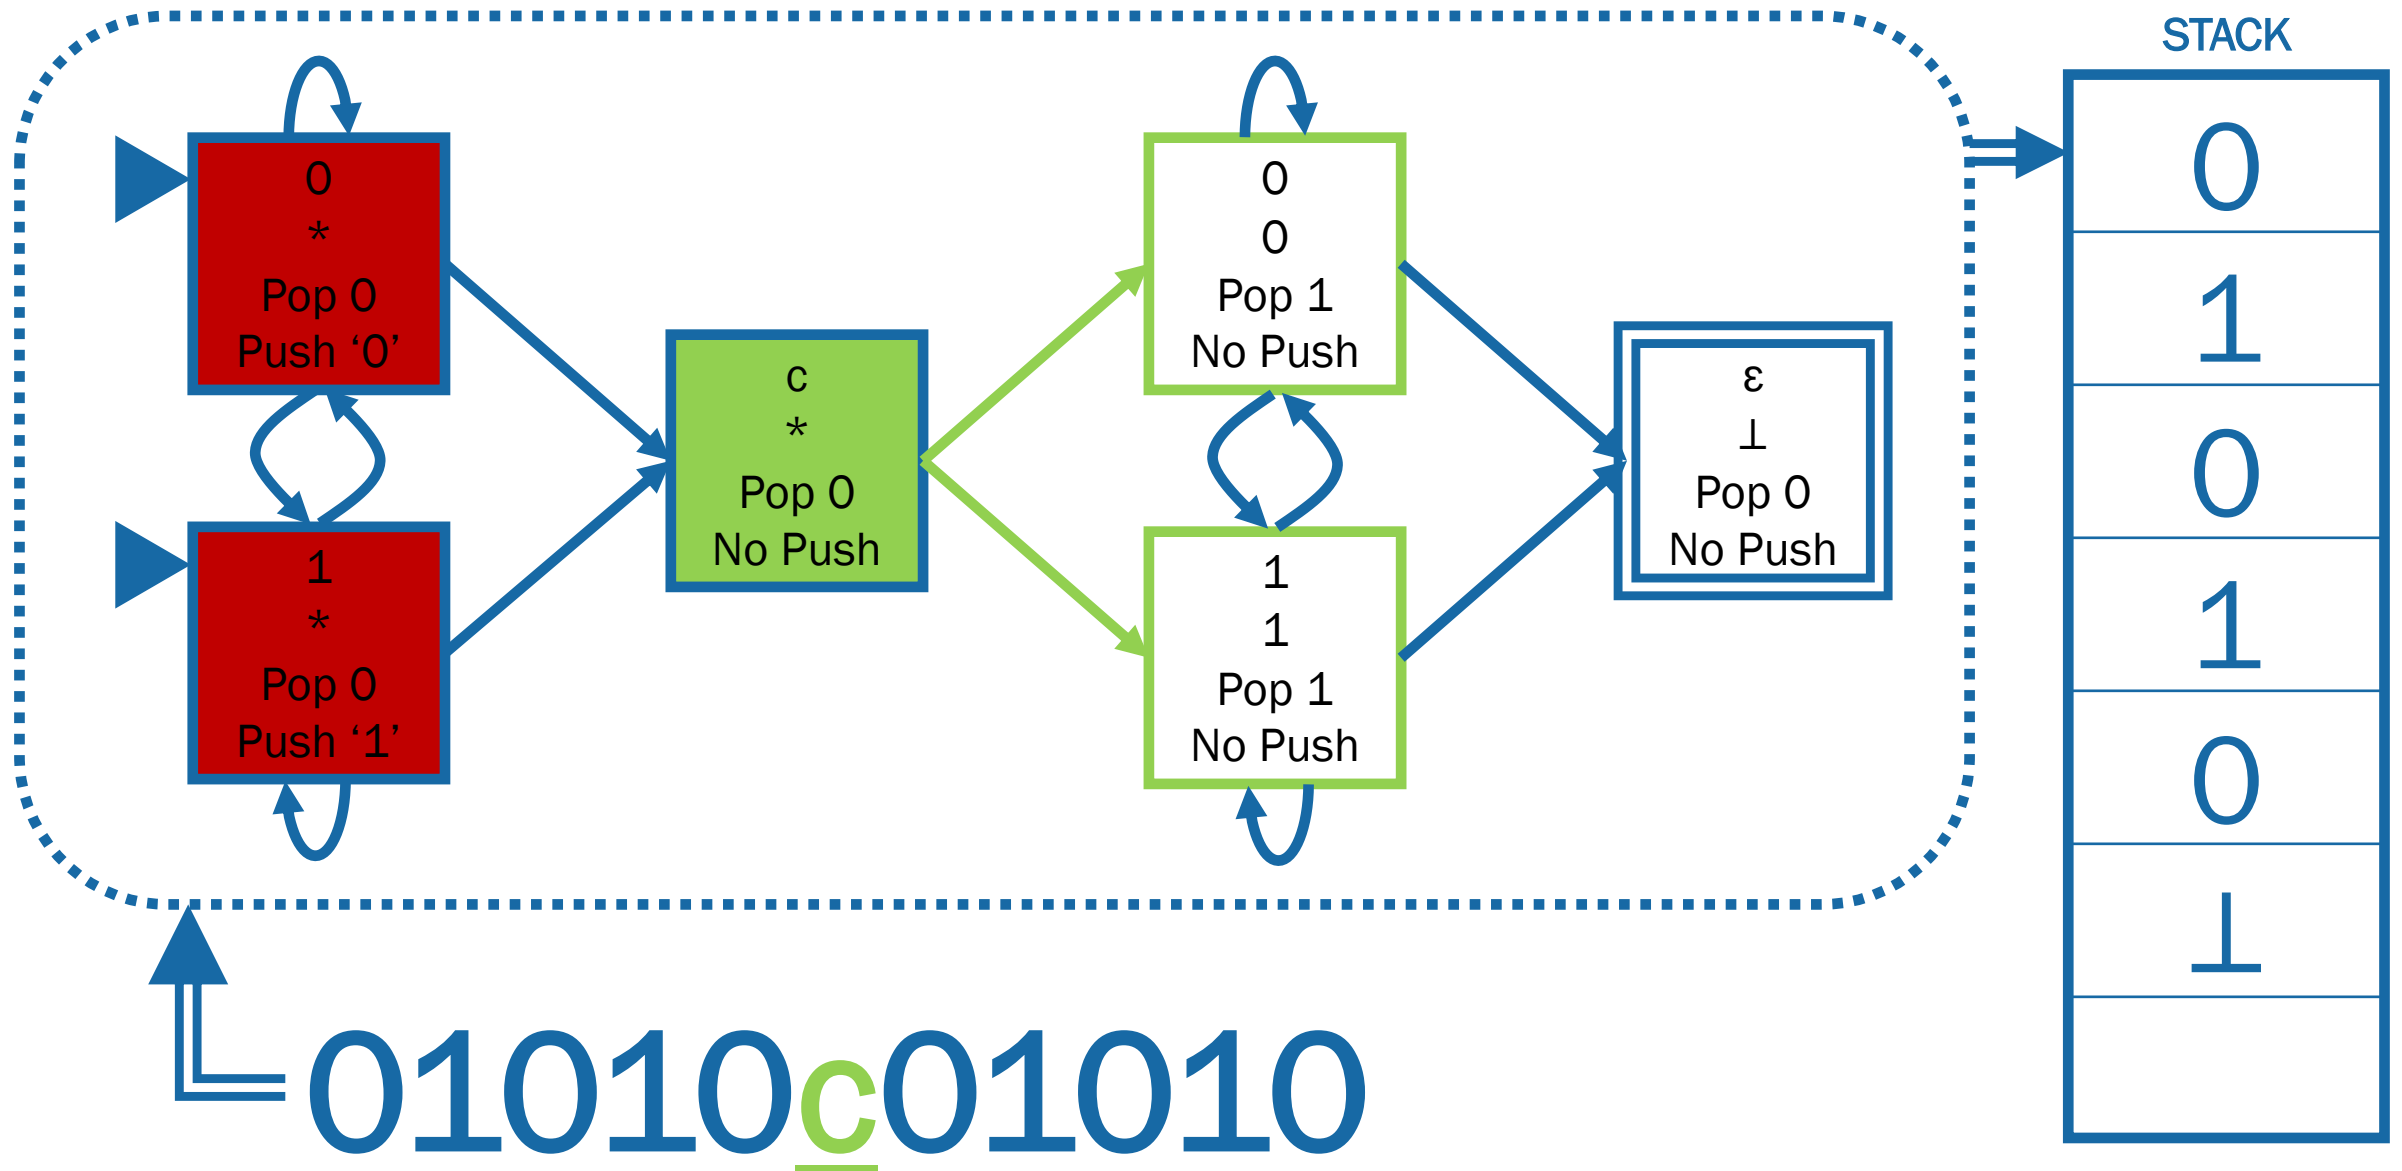 STACK
0
*
Pop 0
Push ‘0’
1
*
Pop 0
Push ‘1’
c
*
Pop 0
No Push
0
0
Pop 1
No Push
1
1
Pop 1
No Push
ε
⊥
Pop 0
No Push
0
1
0
1
0
⊥
01010c01010